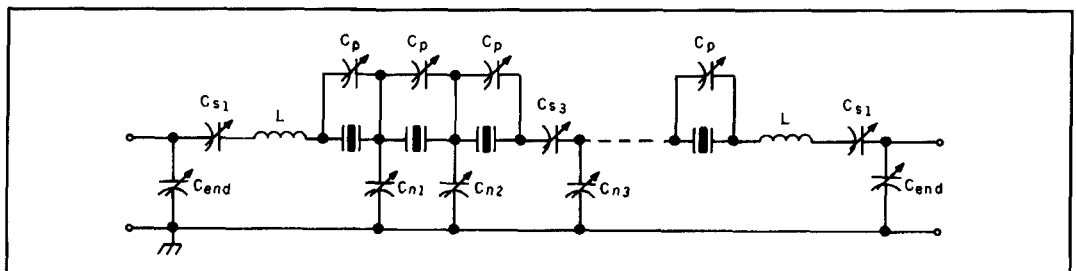 Cp Cp Cp Cp
Cs1 L Cs3 L Cs1
Cend Cn1 Cn2 Cn3 Cend